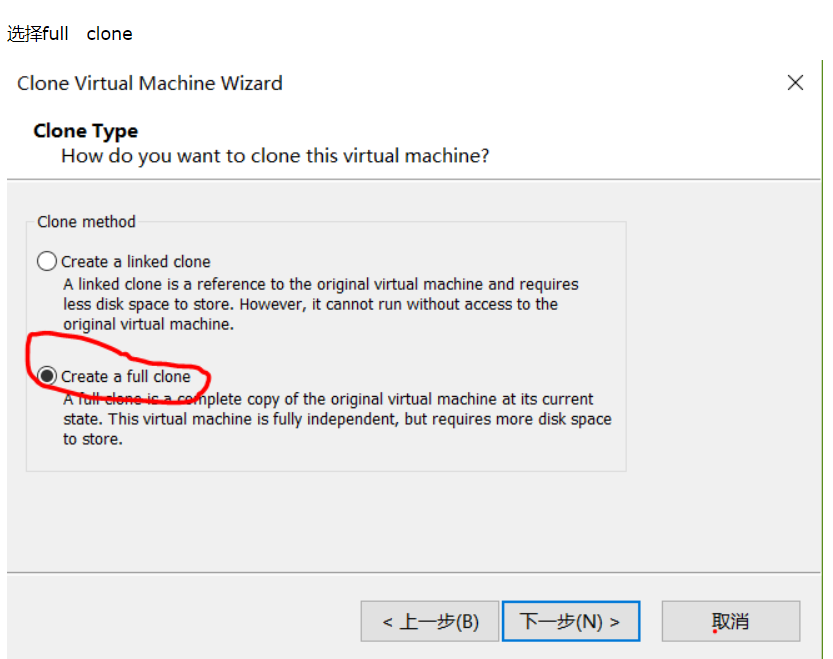 选择full clone
Clone Virtual Machine Wizard
Clone Type
How do you want to clone this virtual machine?
Clone method
Create a linked clone
A linked clone is a reference to the original virtual machine and requires
less disk space to store. However, it cannot run without access to the
original virtual machine.
Create a full clone
A full clone is a complete copy of the original virtual machine at its current
state. This virtual machine is fully independent, but requires more disk space
to store.
< 上一步(B)
下一步(N) >
取消